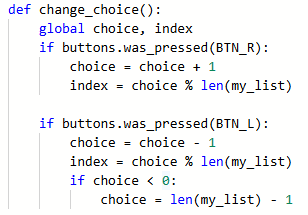 def change_choice():
    global choice, index
    if buttons.was_pressed(BTN_R):
        choice = choice + 1
        index = choice % len(my_list)

    if buttons.was_pressed(BTN_L):
        choice = choice - 1
        index = choice % len(my_list)
        if choice < 0:
            choice = len(my_list) - 1